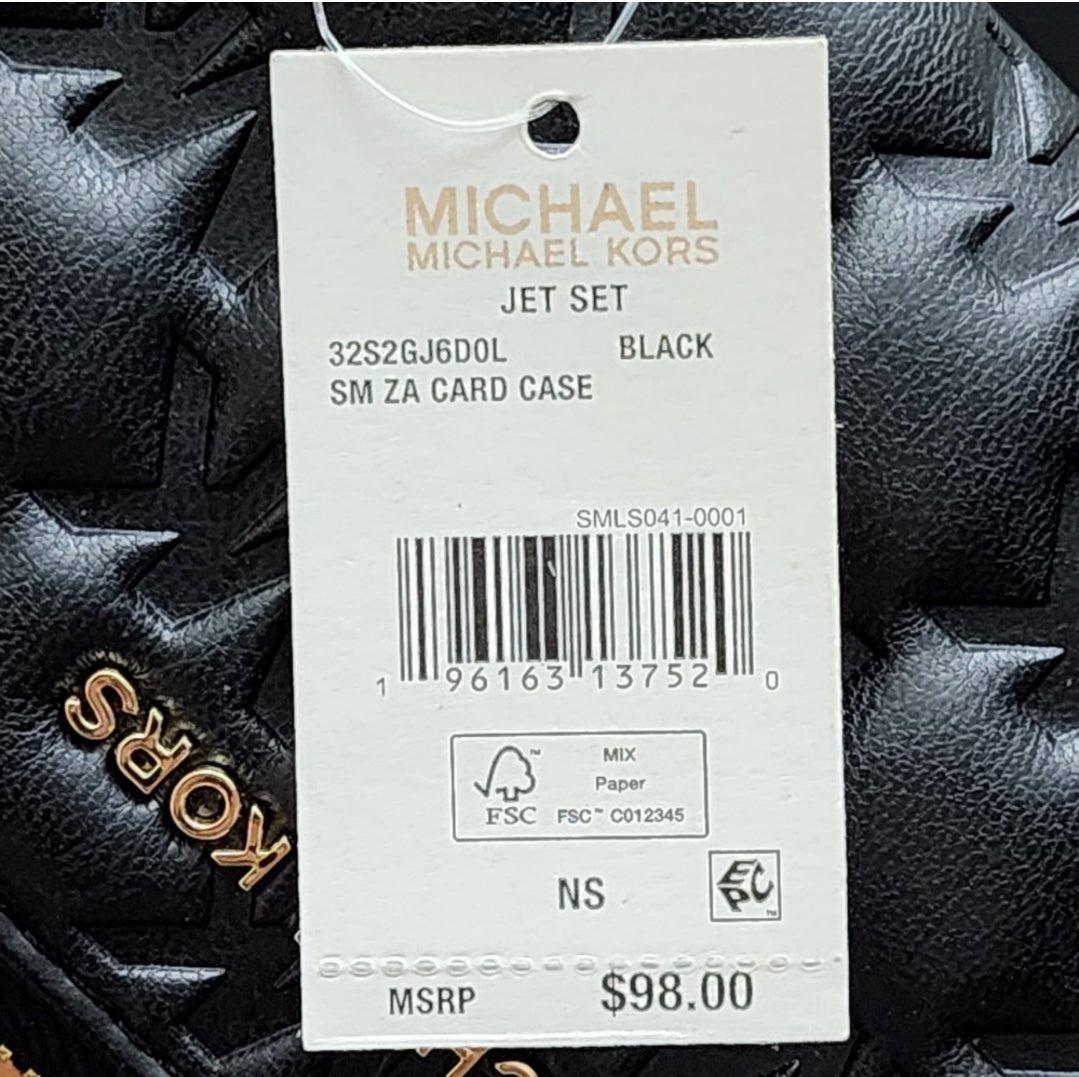 MICHAEL
MICHAEL KORS
JET SET
32S2GJ6D0L BLACK
SM ZA CARD CASE
SMLS041-0001
1 96163 13752 0
MIX
Paper
FSC FSC™ C012345
NS
EPC™
MSRP $98.00
KORS